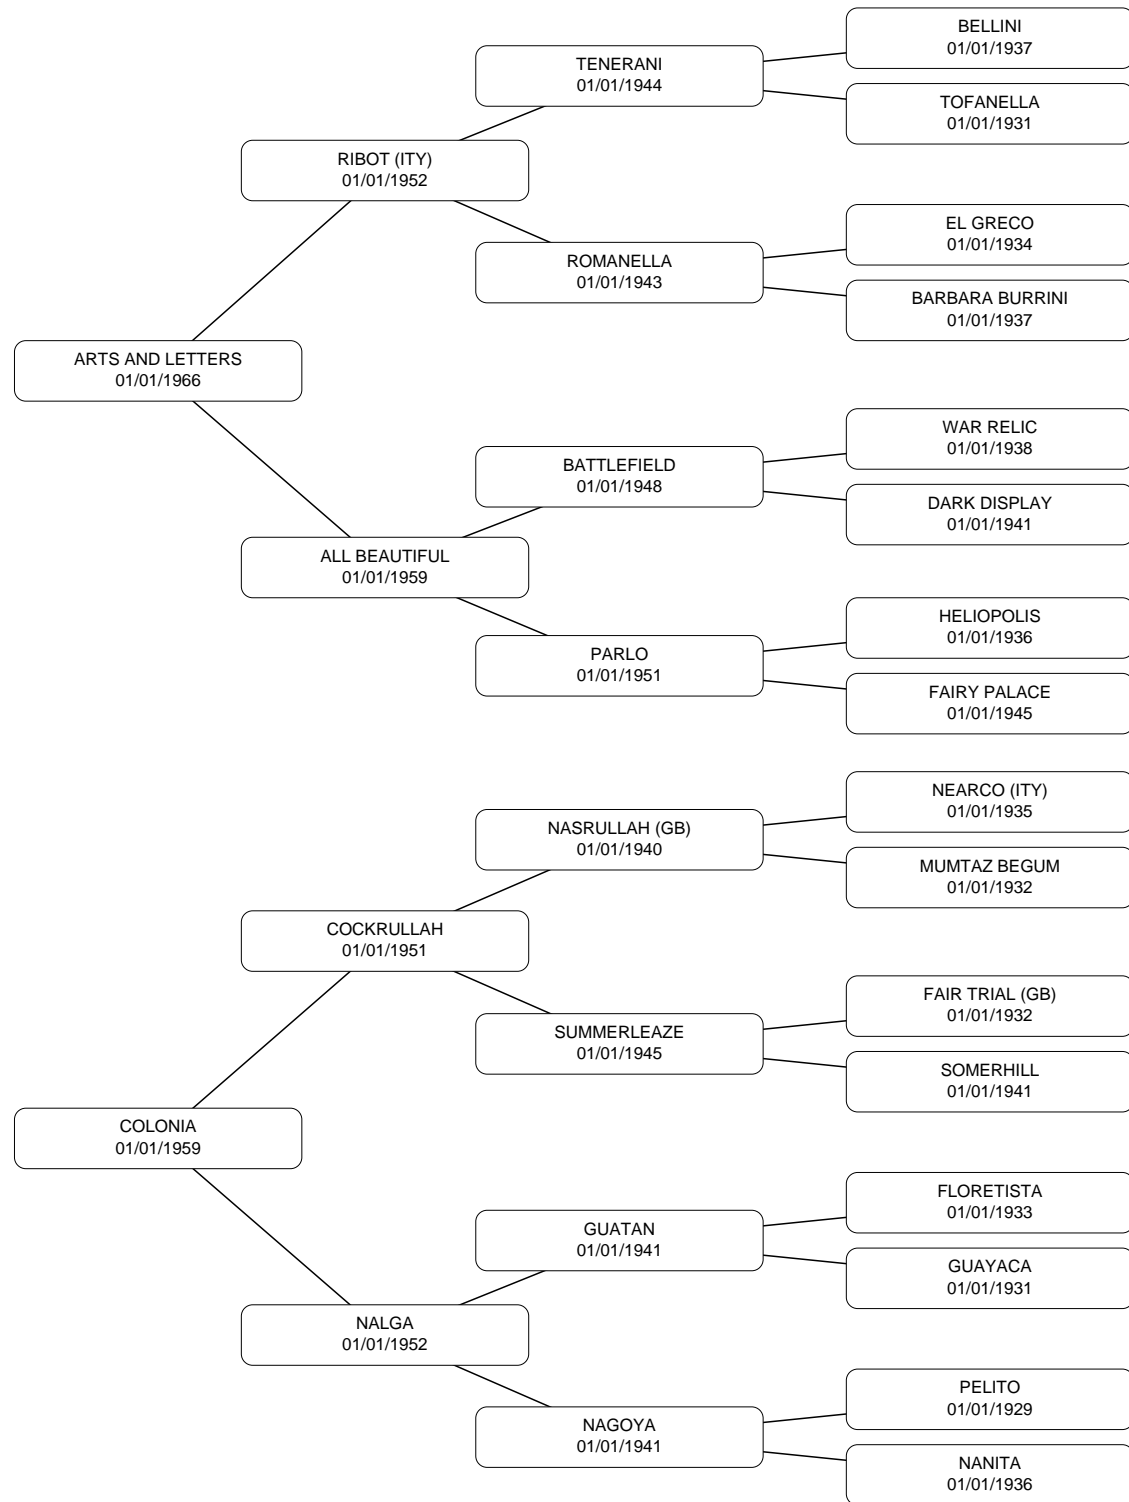 BELLINI
01/01/1937
TENERANI
01/01/1944
TOFANELLA
01/01/1931
RIBOT (ITY)
01/01/1952
EL GRECO
01/01/1934
ROMANELLA
01/01/1943
BARBARA BURRINI
01/01/1937
ARTS AND LETTERS
01/01/1966
WAR RELIC
01/01/1938
BATTLEFIELD
01/01/1948
DARK DISPLAY
01/01/1941
ALL BEAUTIFUL
01/01/1959
HELIOPOLIS
01/01/1936
PARLO
01/01/1951
FAIRY PALACE
01/01/1945
NEARCO (ITY)
01/01/1935
NASRULLAH (GB)
01/01/1940
MUMTAZ BEGUM
01/01/1932
COCKRULLAH
01/01/1951
FAIR TRIAL (GB)
01/01/1932
SUMMERLEAZE
01/01/1945
SOMERHILL
01/01/1941
COLONIA
01/01/1959
FLORETISTA
01/01/1933
GUATAN
01/01/1941
GUAYACA
01/01/1931
NALGA
01/01/1952
PELITO
01/01/1929
NAGOYA
01/01/1941
NANITA
01/01/1936